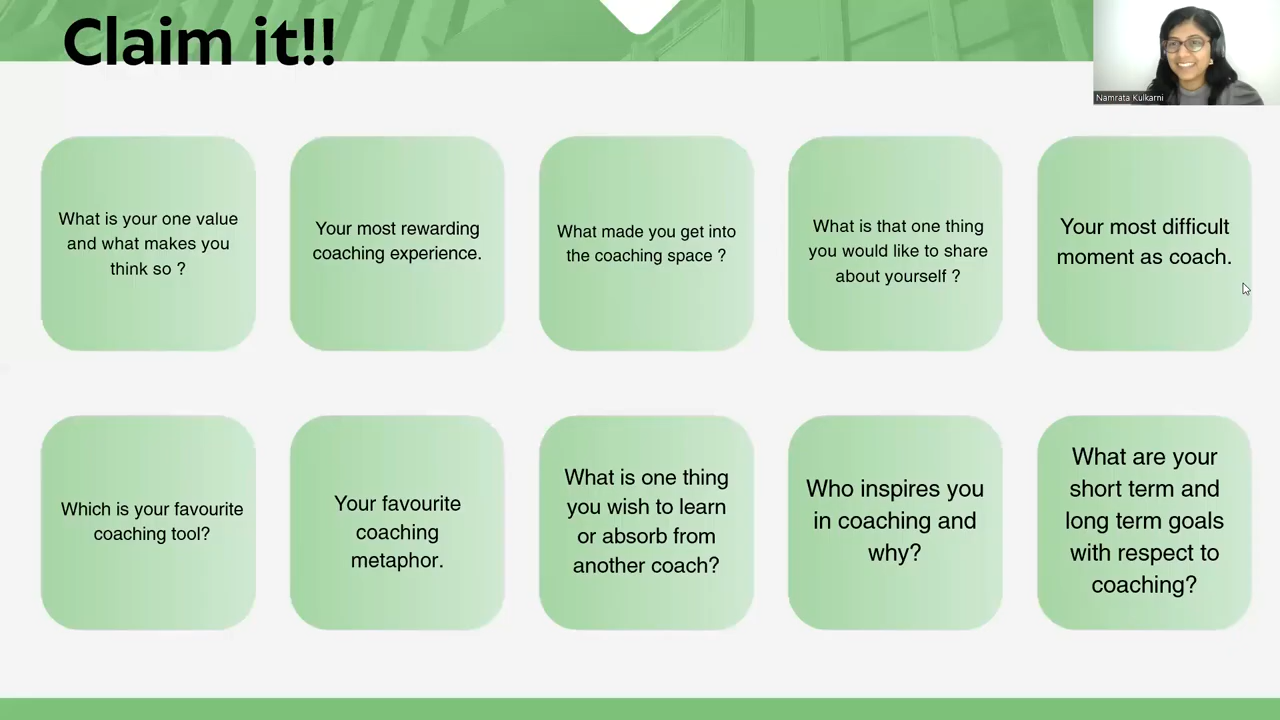 Claim it!!
Namrata Kulkarni
What is your one value
and what makes you
think so ?
Your most rewarding
coaching experience.
What made you get into
the coaching space ?
What is that one thing
you would like to share
about yourself ?
Your most difficult
moment as coach.
Which is your favourite
coaching tool?
Your favourite
coaching
metaphor.
What is one thing
you wish to learn
or absorb from
another coach?
Who inspires you
in coaching and
why?
What are your
short term and
long term goals
with respect to
coaching?